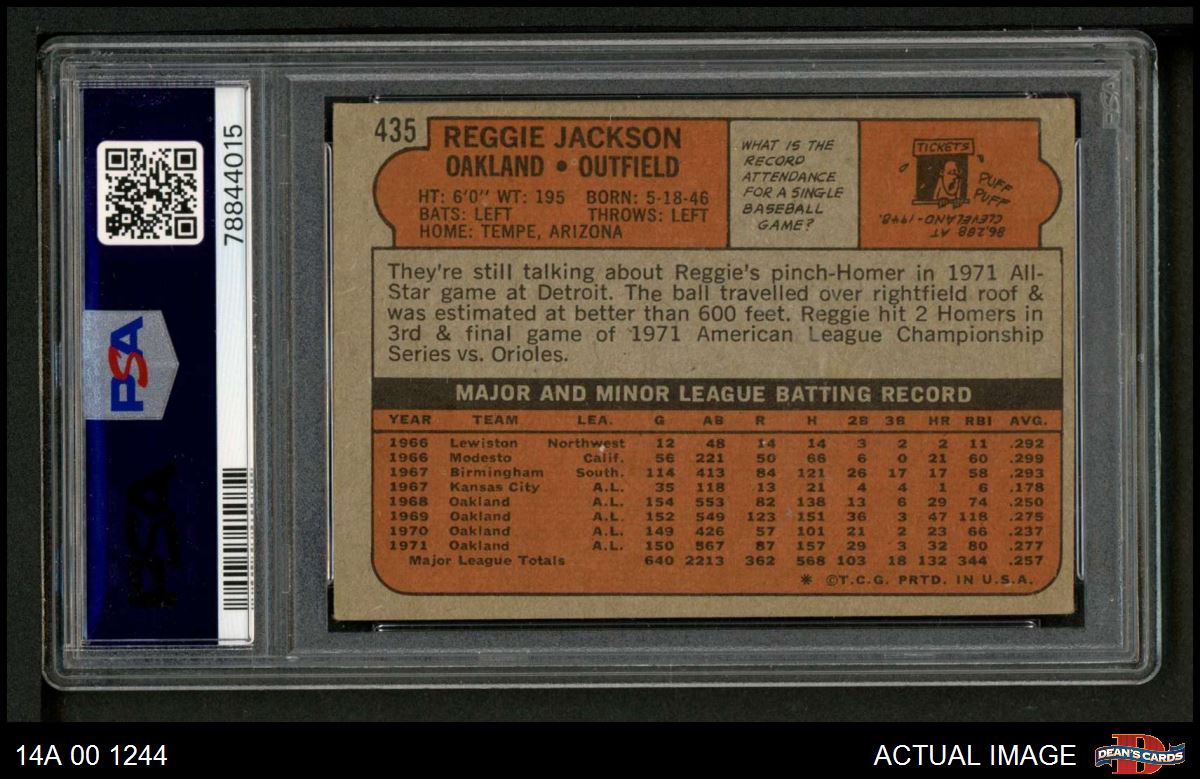 78844015
PSA
PSA
435
REGGIE JACKSON
OAKLAND • OUTFIELD
HT: 6'0" WT: 195 BORN: 5-18-46
BATS: LEFT THROWS: LEFT
HOME: TEMPE, ARIZONA
WHAT IS THE
RECORD
ATTENDANCE
FOR A SINGLE
BASEBALL
GAME?
TICKETS
PUFF
PUFF
86,288 AT
CLEVELAND-1948.
They're still talking about Reggie's pinch-Homer in 1971 All-
Star game at Detroit. The ball travelled over rightfield roof &
was estimated at better than 600 feet. Reggie hit 2 Homers in
3rd & final game of 1971 American League Championship
Series vs. Orioles.
MAJOR AND MINOR LEAGUE BATTING RECORD
YEAR TEAM LEA. G AB R H 2B 3B HR RBI AVG.
1966 Lewiston Northwest 12 48 14 14 3 2 2 11 .292
1966 Modesto Calif. 56 221 50 66 6 0 21 60 .299
1967 Birmingham South. 114 413 84 121 26 17 17 58 .293
1967 Kansas City A.L. 35 118 13 21 4 4 1 6 .178
1968 Oakland A.L. 154 553 82 138 13 6 29 74 .250
1969 Oakland A.L. 152 549 123 151 36 3 47 118 .275
1970 Oakland A.L. 149 426 57 101 21 2 23 66 .237
1971 Oakland A.L. 150 567 87 157 29 3 32 80 .277
Major League Totals 640 2213 362 568 103 18 132 344 .257
* ©T.C.G. PRTD. IN U.S.A.
14A 00 1244
ACTUAL IMAGE
DEAN'S CARDS